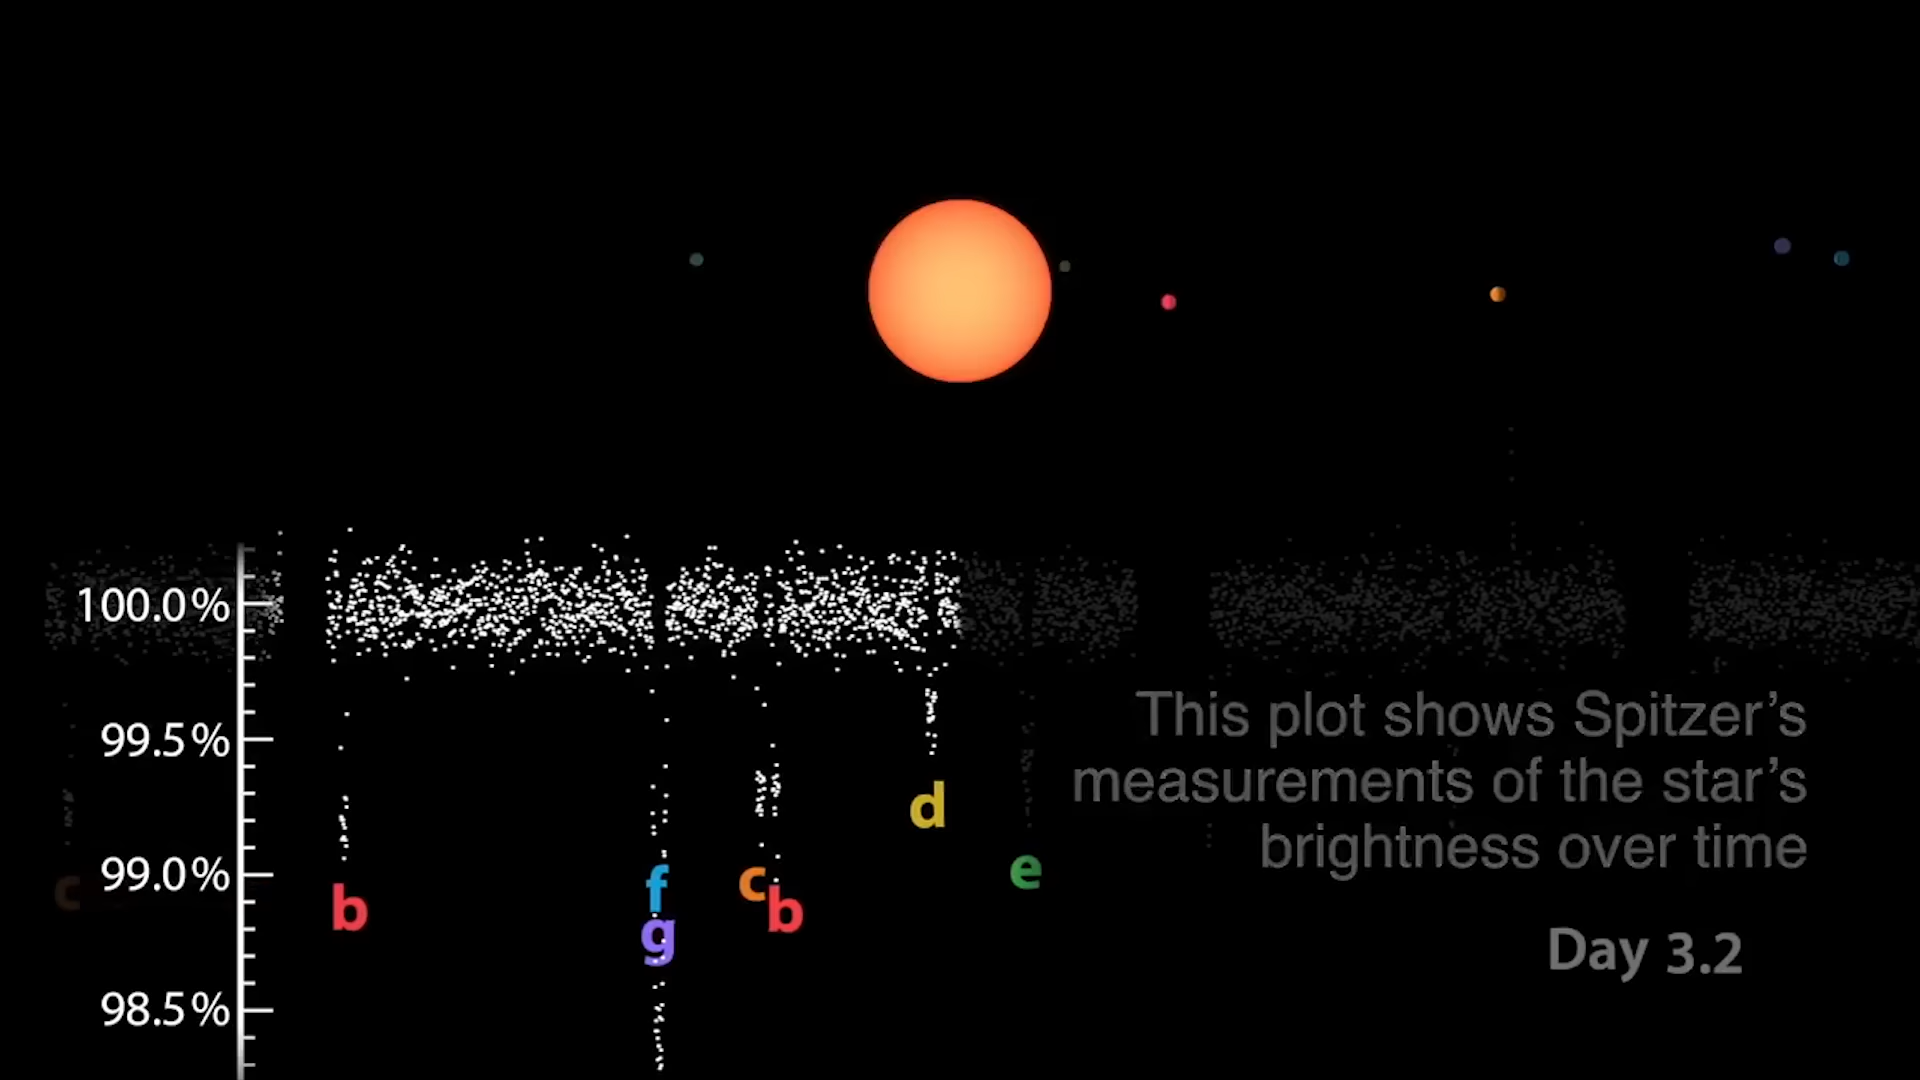 100.0%
99.5%
99.0%
98.5%
c
b
f
g
c
b
d
e
This plot shows Spitzer’s
measurements of the star’s
brightness over time
Day 3.2